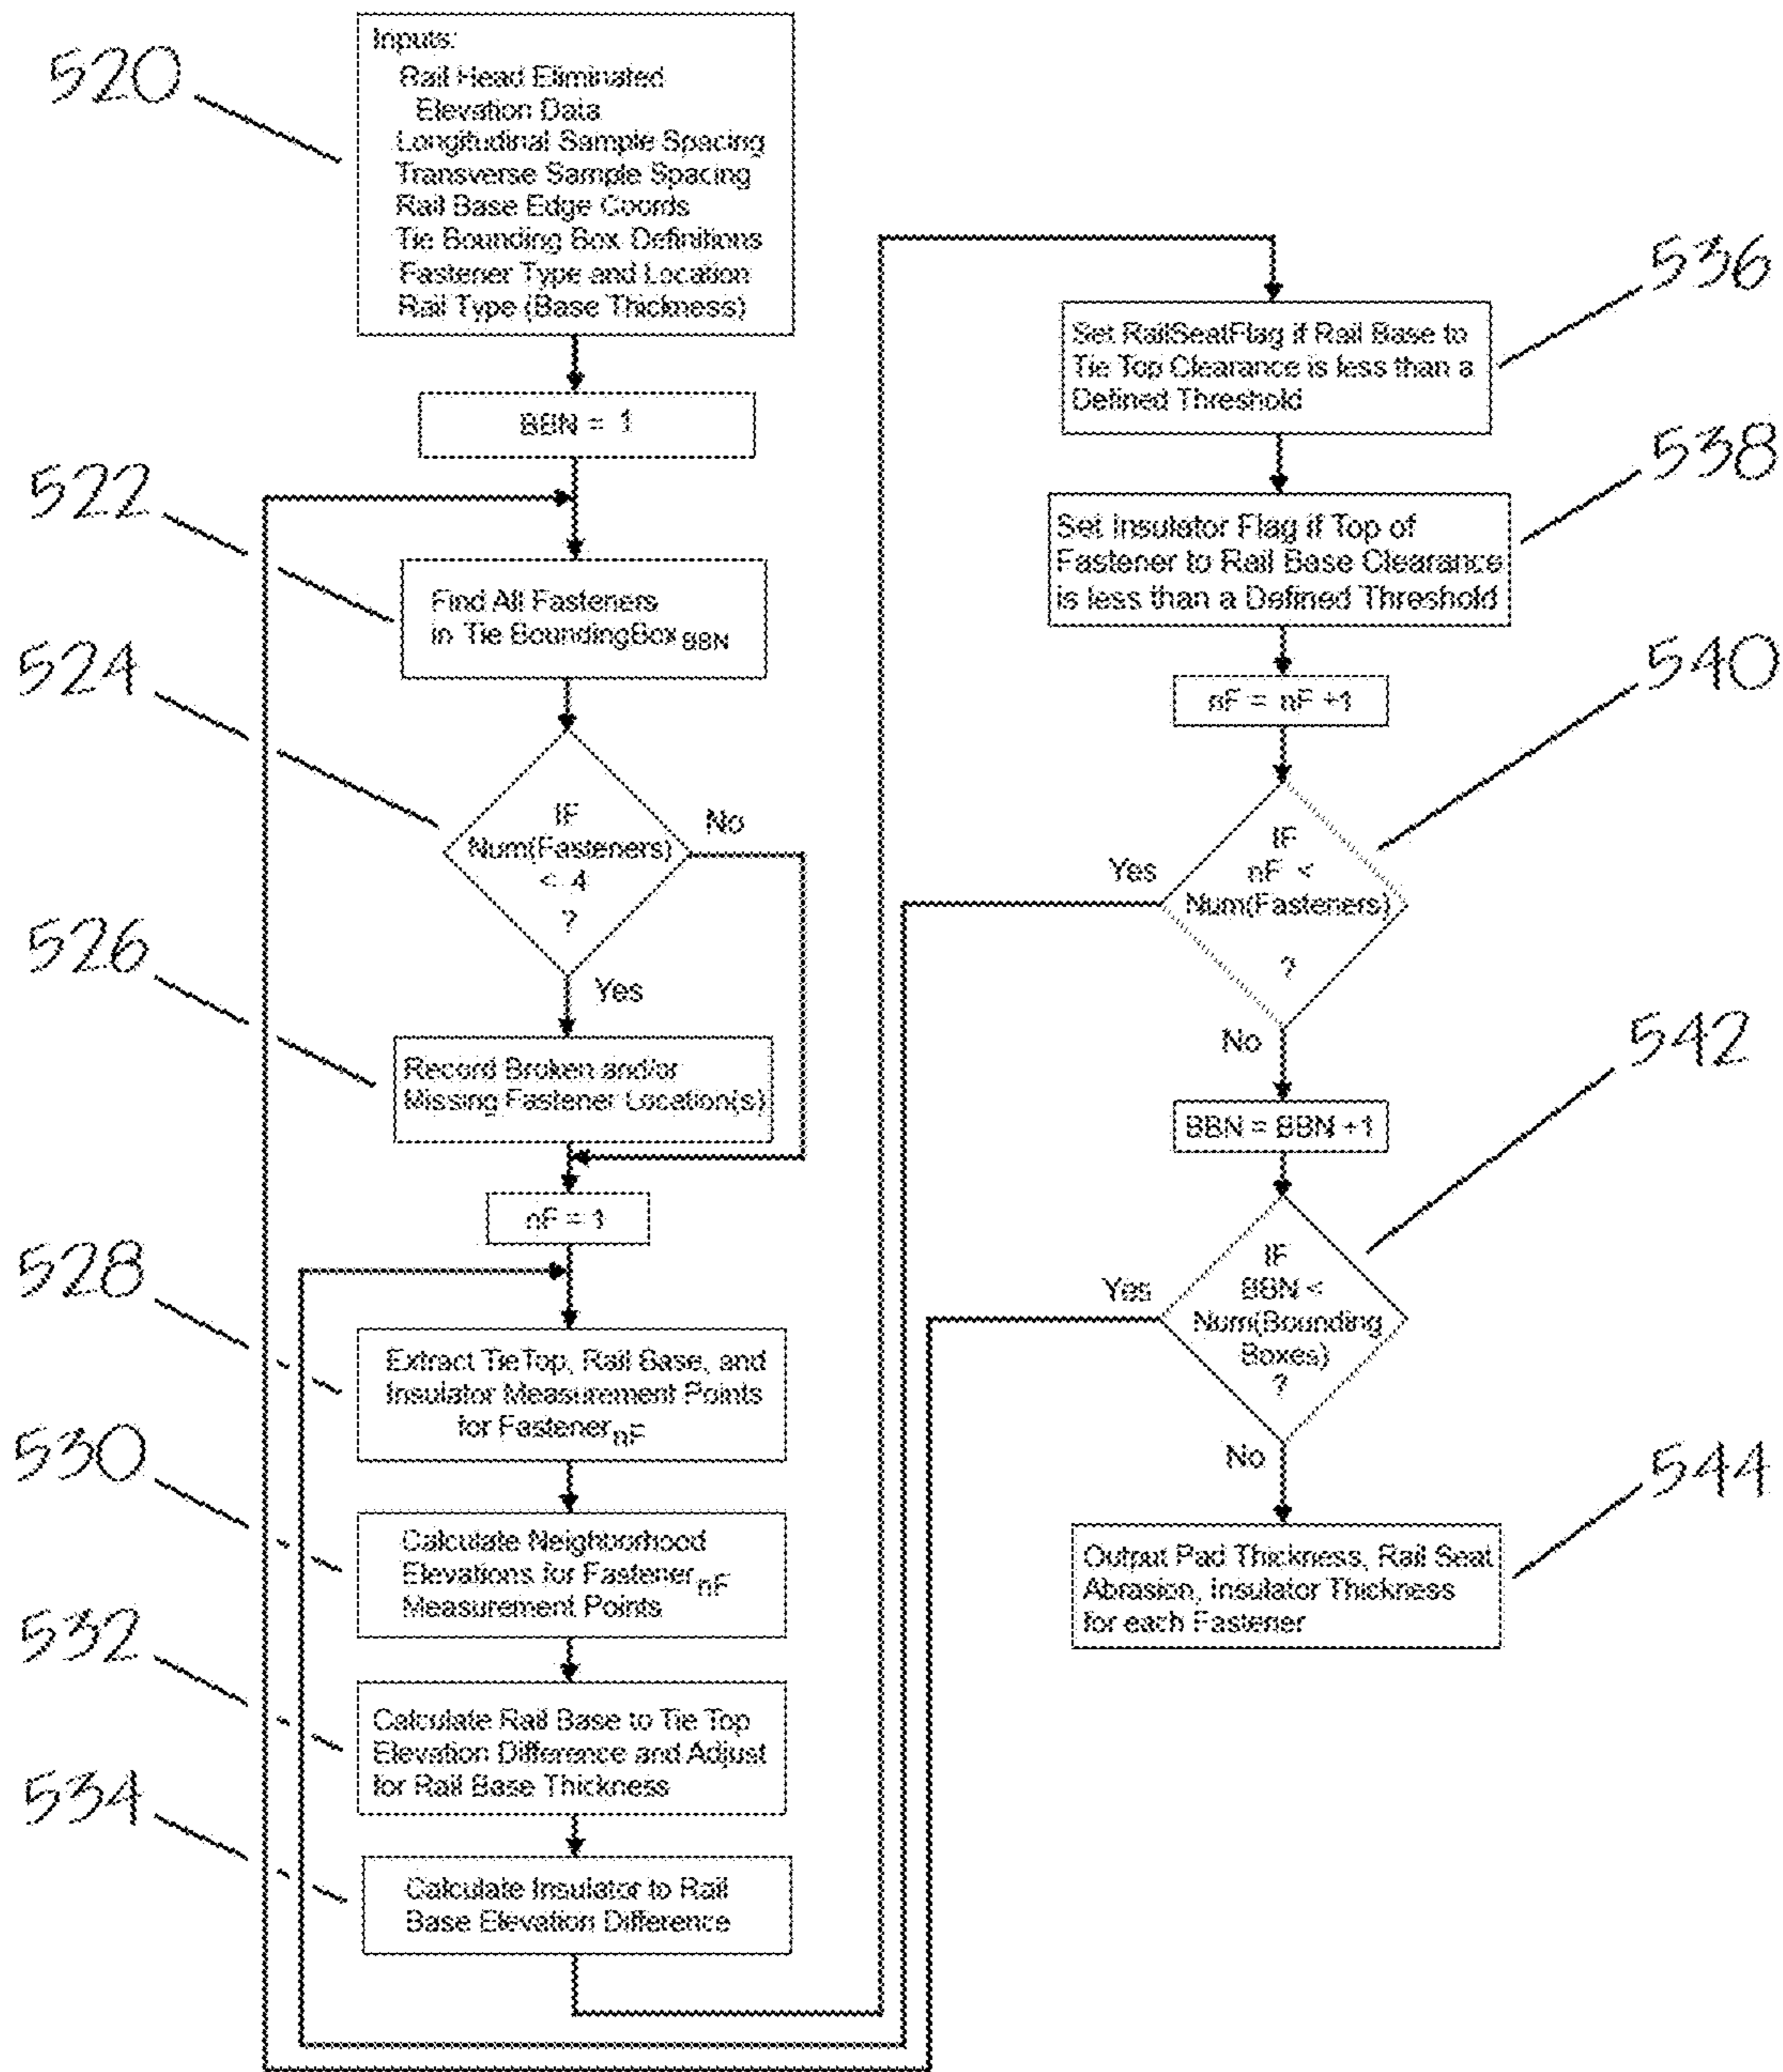 520
Inputs:
Rail Head Eliminated
Elevation Data
Longitudinal Sample Spacing
Transverse Sample Spacing
Rail Base Edge Coords
Tie Bounding Box Definitions
Fastener Type and Location
Rail Type (Base Thickness)
BBN = 1
522
Find All Fasteners
in Tie BoundingBox BBN
524
IF
Num(Fasteners)
< 4
?
No
Yes
526
Record Broken and/or
Missing Fastener Location(s)
nF = 1
528
Extract TieTop, Rail Base, and
Insulator Measurement Points
for Fastener nF
530
Calculate Neighborhood
Elevations for Fastener nF
Measurement Points
532
Calculate Rail Base to Tie Top
Elevation Difference and Adjust
for Rail Base Thickness
534
Calculate Insulator to Rail
Base Elevation Difference
536
Set RailSeatFlag if Rail Base to
Tie Top Clearance is less than a
Defined Threshold
538
Set Insulator Flag if Top of
Fastener to Rail Base Clearance
is less than a Defined Threshold
nF = nF +1
540
IF
nF <
Num(Fasteners)
?
Yes
No
BBN = BBN +1
542
IF
BBN <
Num(Bounding
Boxes)
?
Yes
No
544
Output Pad Thickness, Rail Seat
Abrasion, Insulator Thickness
for each Fastener